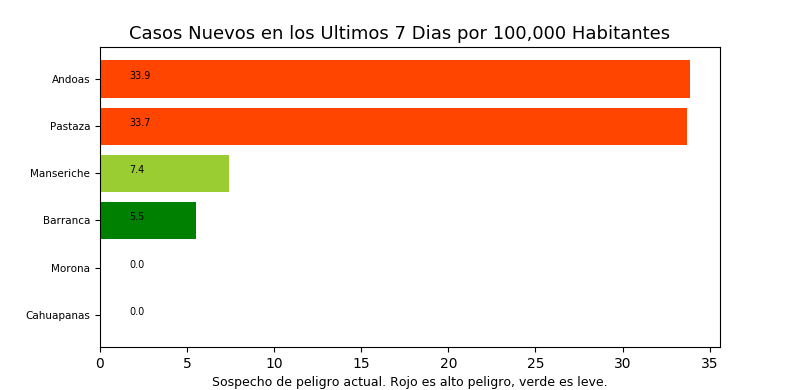 Casos Nuevos en los Ultimos 7 Dias por 100,000 Habitantes
Andoas 33.9
Pastaza 33.7
Manseriche 7.4
Barranca 5.5
Morona 0.0
Cahuapanas 0.0
0 5 10 15 20 25 30 35
Sospecho de peligro actual. Rojo es alto peligro, verde es leve.